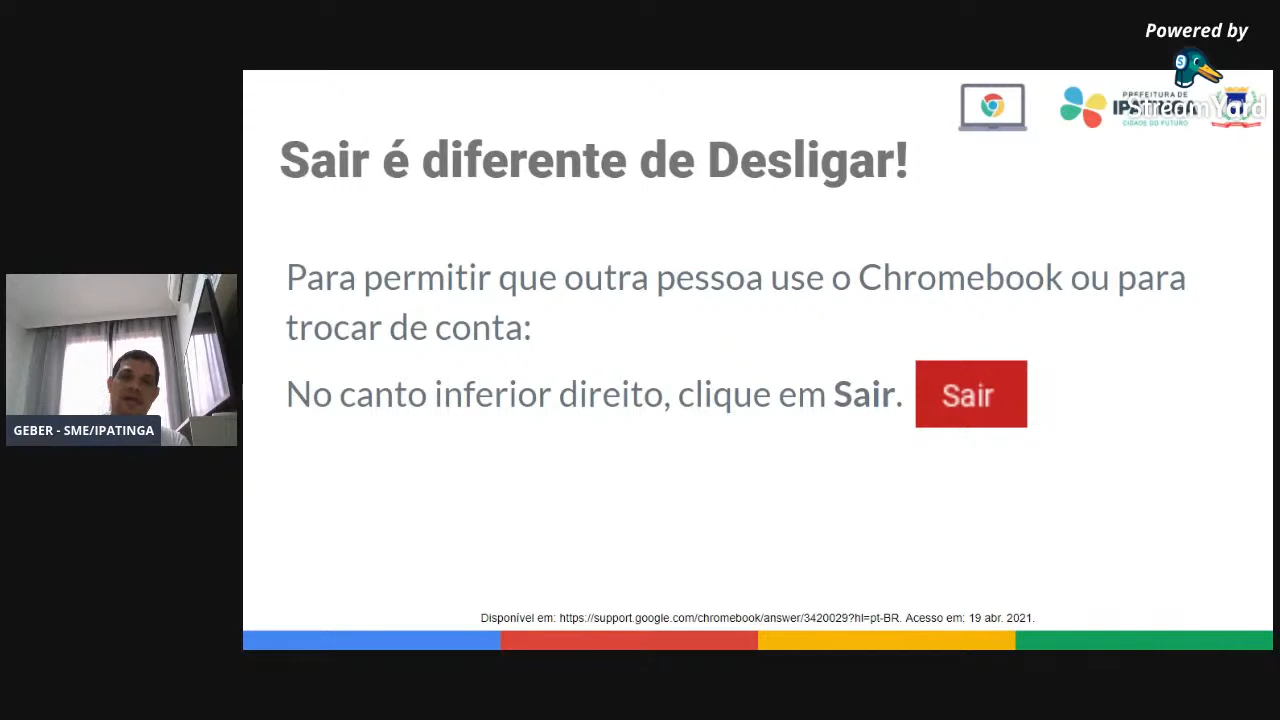 Powered by
StreamYard
PREFEITURA DE
IPATINGA
CIDADE DO FUTURO
Sair é diferente de Desligar!
Para permitir que outra pessoa use o Chromebook ou para
trocar de conta:
No canto inferior direito, clique em Sair.
Sair
GEBER - SME/IPATINGA
Disponível em: https://support.google.com/chromebook/answer/3420029?hl=pt-BR. Acesso em: 19 abr. 2021.